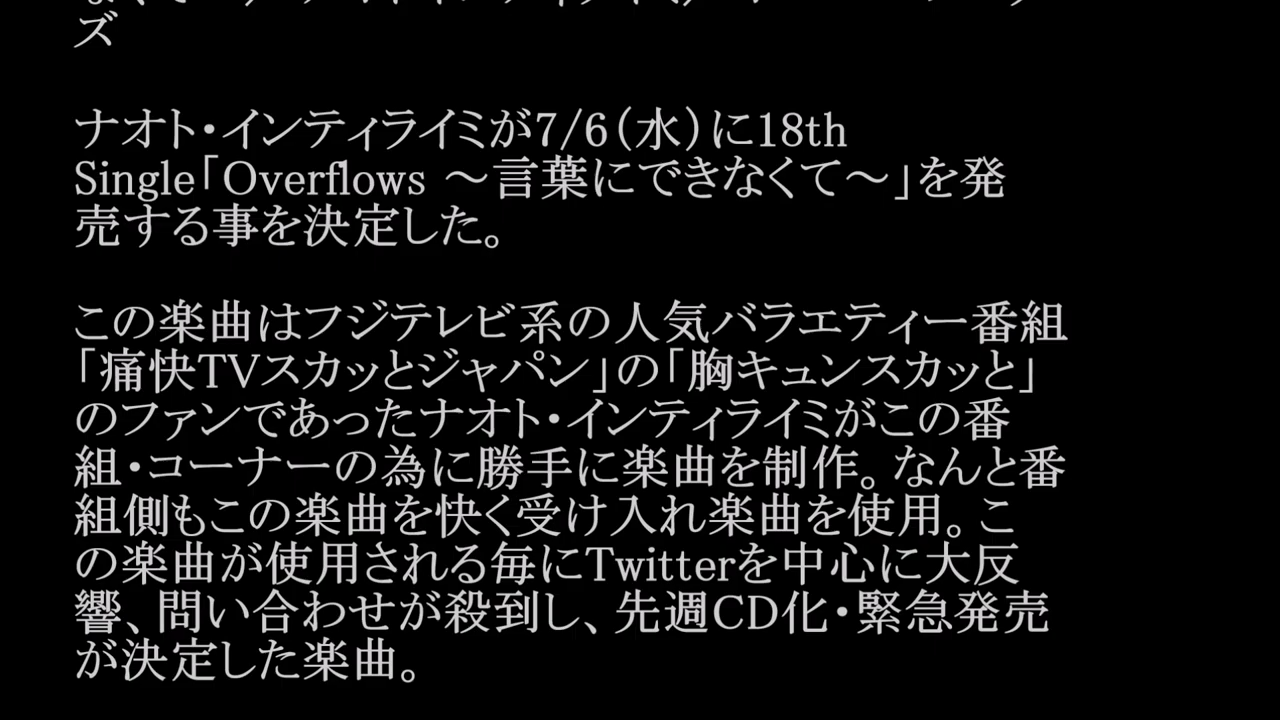 ズ
ナオト・インティライミが7/6（水）に18th
Single「Overflows ～言葉にできなくて～」を発
売する事を決定した。
この楽曲はフジテレビ系の人気バラエティー番組
「痛快TVスカッとジャパン」の「胸キュンスカッと」
のファンであったナオト・インティライミがこの番
組・コーナーの為に勝手に楽曲を制作。なんと番
組側もこの楽曲を快く受け入れ楽曲を使用。こ
の楽曲が使用される毎にTwitterを中心に大反
響、問い合わせが殺到し、先週CD化・緊急発売
が決定した楽曲。